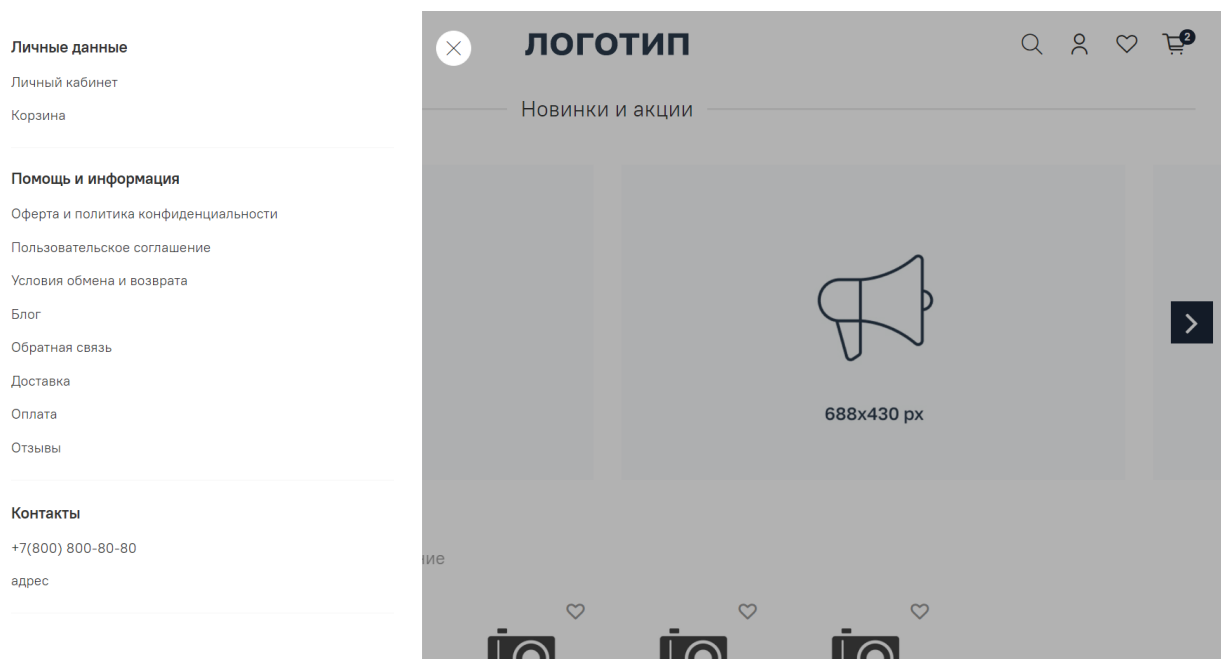 Личные данные
Личный кабинет
Корзина
Помощь и информация
Оферта и политика конфиденциальности
Пользовательское соглашение
Условия обмена и возврата
Блог
Обратная связь
Доставка
Оплата
Отзывы
Контакты
+7(800) 800-80-80
адрес
ЛОГОТИП
2
Новинки и акции
688x430 px
ние